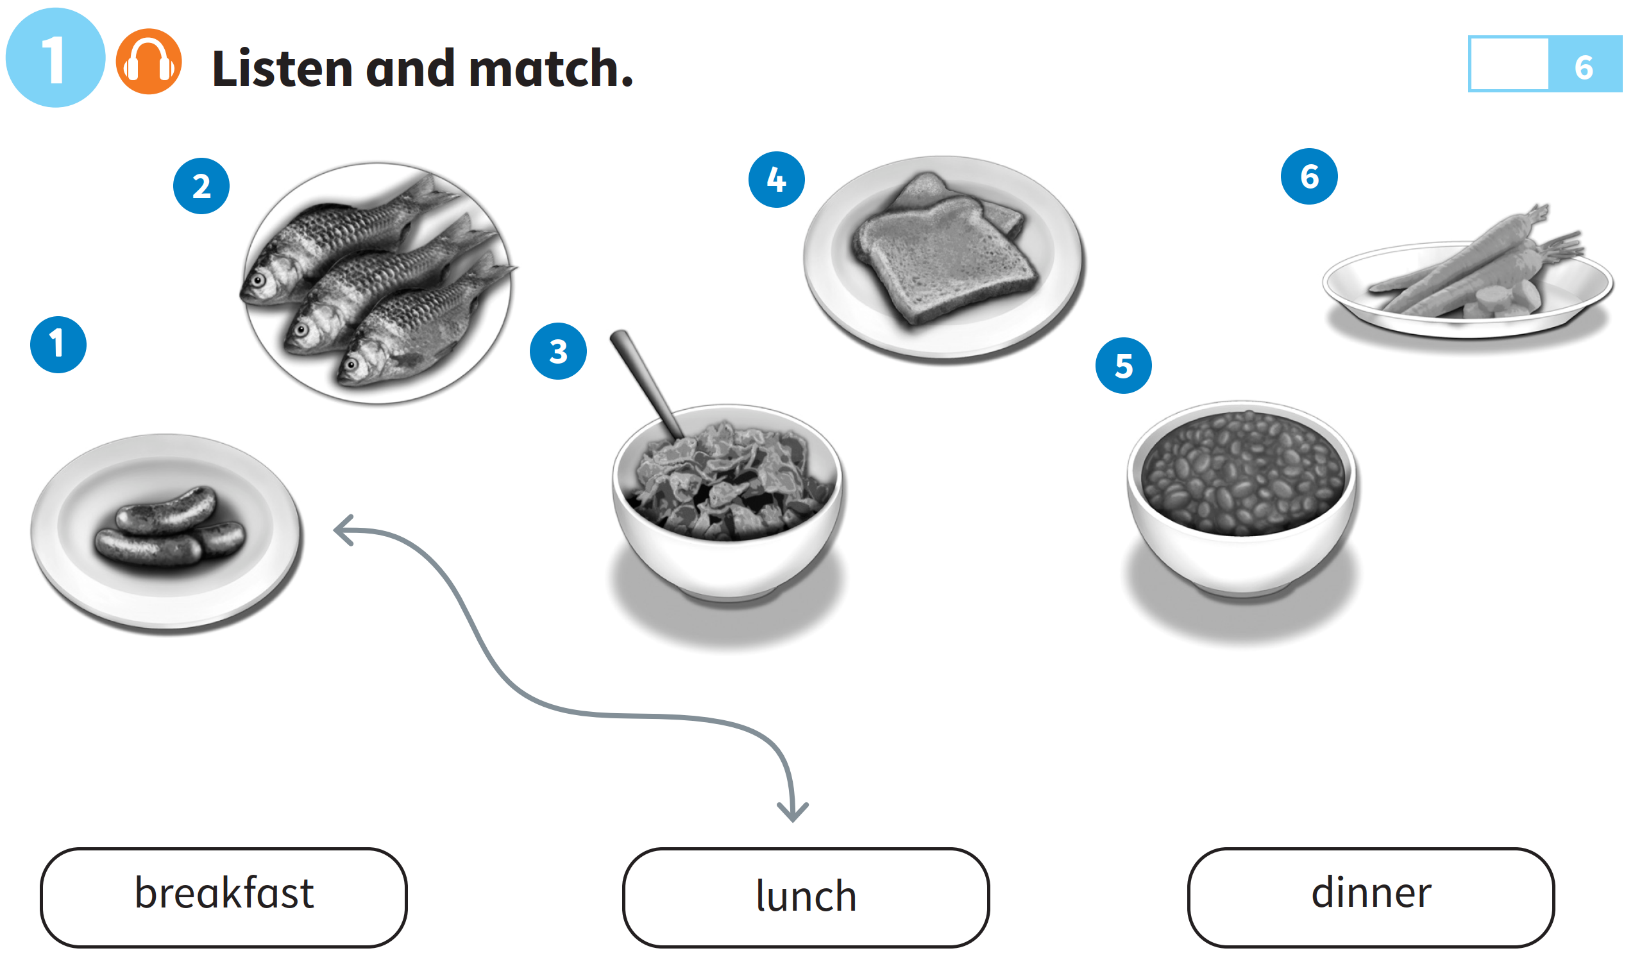 1 Listen and match. 6
2
4
6
1
3
5
breakfast
lunch
dinner